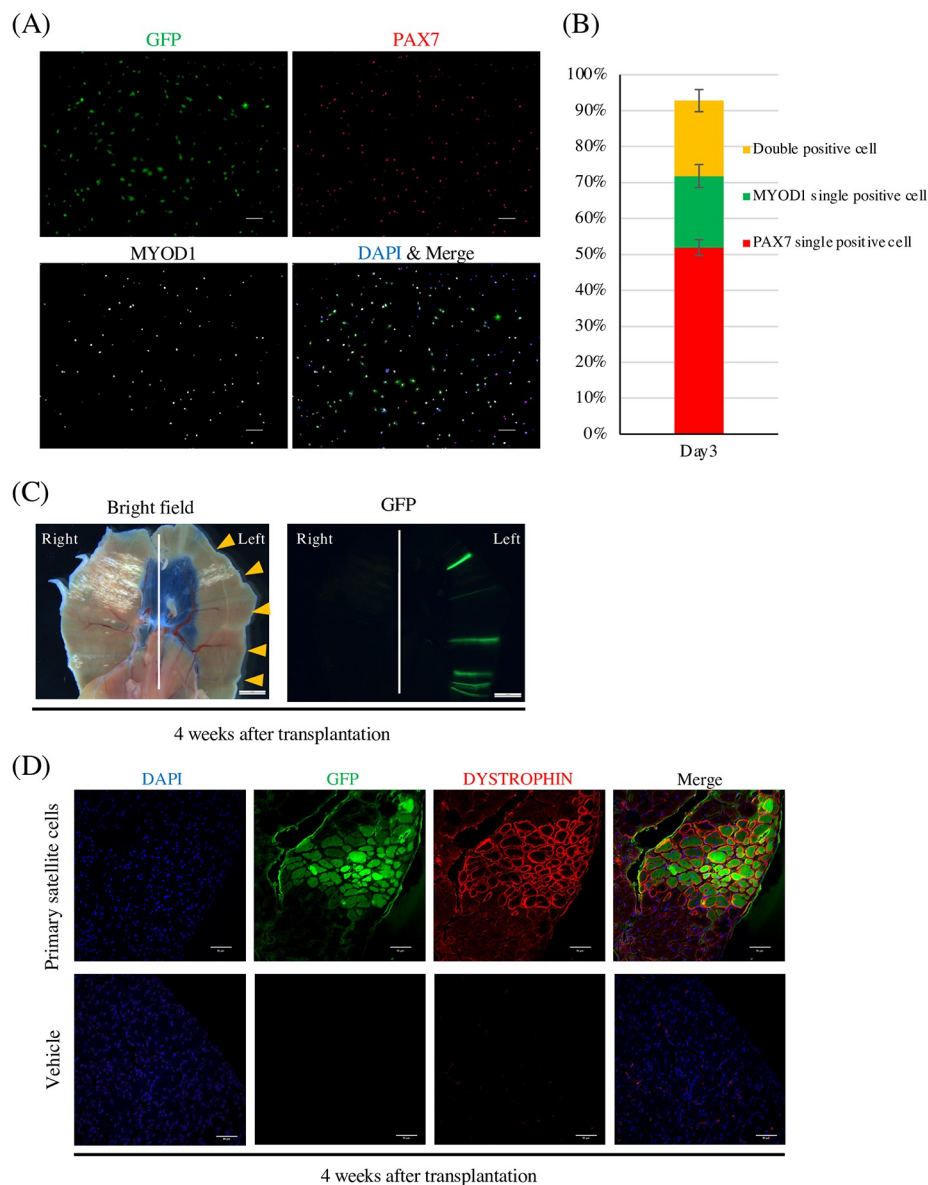 (A)
GFP
PAX7
MYOD1
DAPI & Merge
(B)
100%
90%
80%
70%
60%
50%
40%
30%
20%
10%
0%
Day3
Double positive cell
MYOD1 single positive cell
PAX7 single positive cell
(C)
Bright field
GFP
Right
Left
Right
Left
4 weeks after transplantation
(D)
DAPI
GFP
DYSTROPHIN
Merge
Primary satellite cells
Vehicle
4 weeks after transplantation